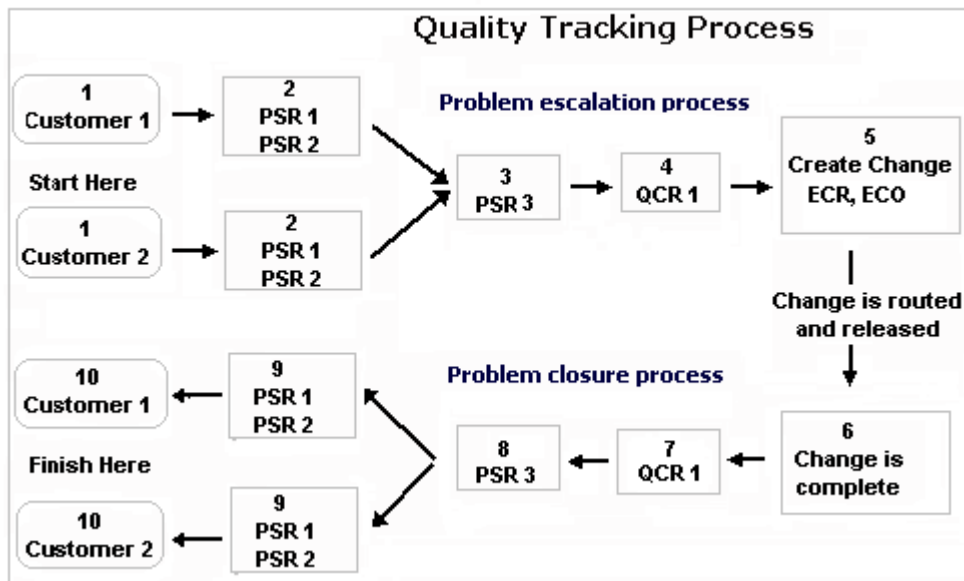 Quality Tracking Process
1
Customer 1
2
PSR 1
PSR 2
Problem escalation process
Start Here
1
Customer 2
2
PSR 1
PSR 2
3
PSR 3
4
QCR 1
5
Create Change
ECR, ECO
Change is routed
and released
6
Change is
complete
Problem closure process
7
QCR 1
8
PSR 3
9
PSR 1
PSR 2
10
Customer 1
Finish Here
9
PSR 1
PSR 2
10
Customer 2